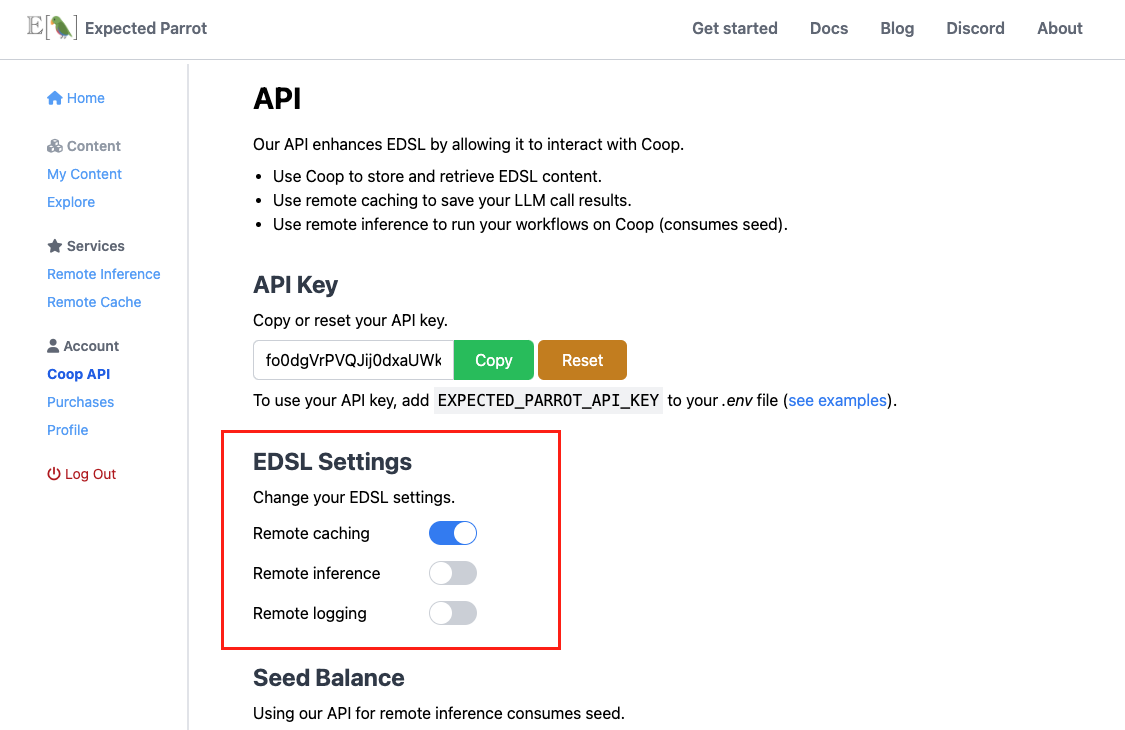 E[] Expected Parrot
Get started Docs Blog Discord About
Home
Content
My Content
Explore
Services
Remote Inference
Remote Cache
Account
Coop API
Purchases
Profile
Log Out
API
Our API enhances EDSL by allowing it to interact with Coop.
• Use Coop to store and retrieve EDSL content.
• Use remote caching to save your LLM call results.
• Use remote inference to run your workflows on Coop (consumes seed).
API Key
Copy or reset your API key.
fo0dgVrPVQJij0dxaUWk Copy Reset
To use your API key, add EXPECTED_PARROT_API_KEY to your .env file (see examples).
EDSL Settings
Change your EDSL settings.
Remote caching
Remote inference
Remote logging
Seed Balance
Using our API for remote inference consumes seed.